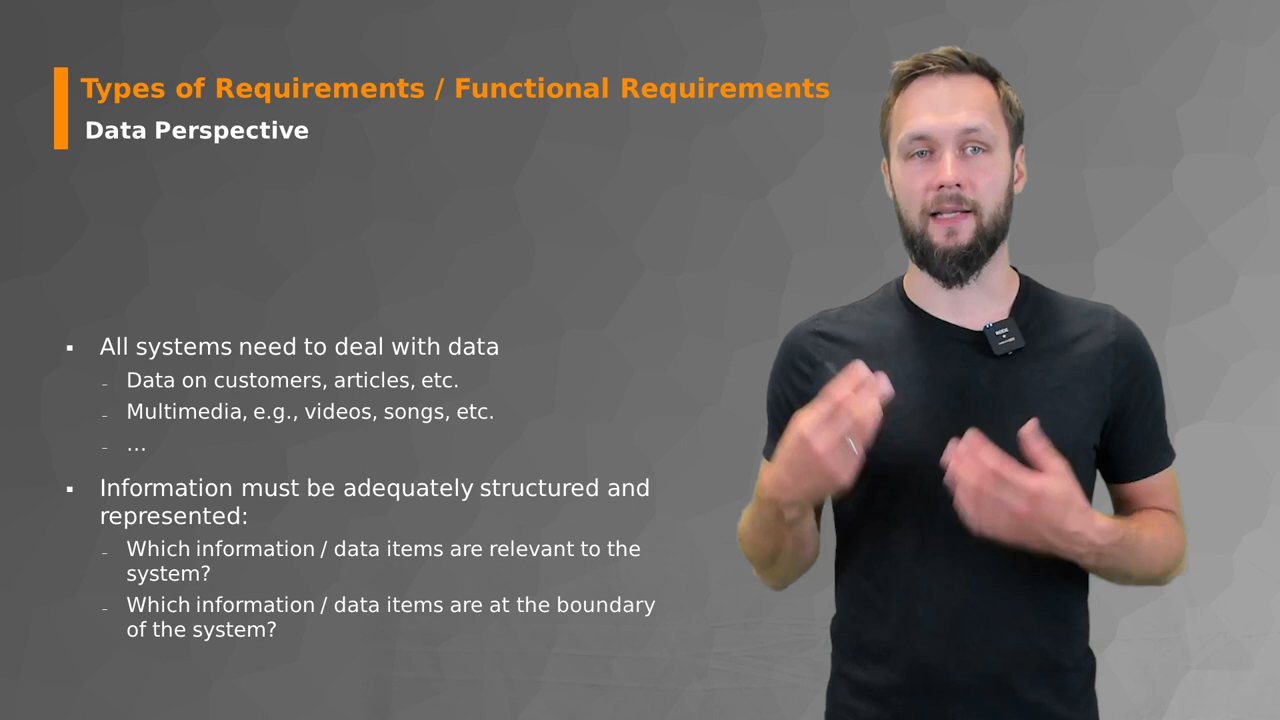 Types of Requirements / Functional Requirements
Data Perspective
▪ All systems need to deal with data
– Data on customers, articles, etc.
– Multimedia, e.g., videos, songs, etc.
– …
▪ Information must be adequately structured and
represented:
– Which information / data items are relevant to the
system?
– Which information / data items are at the boundary
of the system?
RODE